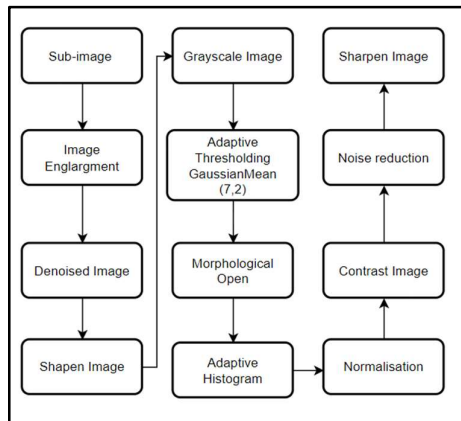 Sub-image
Image
Englargment
Denoised Image
Shapen Image
Grayscale Image
Adaptive
Thresholding
GaussianMean
(7,2)
Morphological
Open
Adaptive
Histogram
Normalisation
Contrast Image
Noise reduction
Sharpen Image